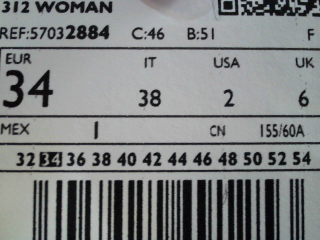 312 WOMAN
REF:57032884 C:46 B:51 F
EUR IT USA UK
34 38 2 6
MEX 1 CN 155/60A
32 34 36 38 40 42 44 46 48 50 52 54